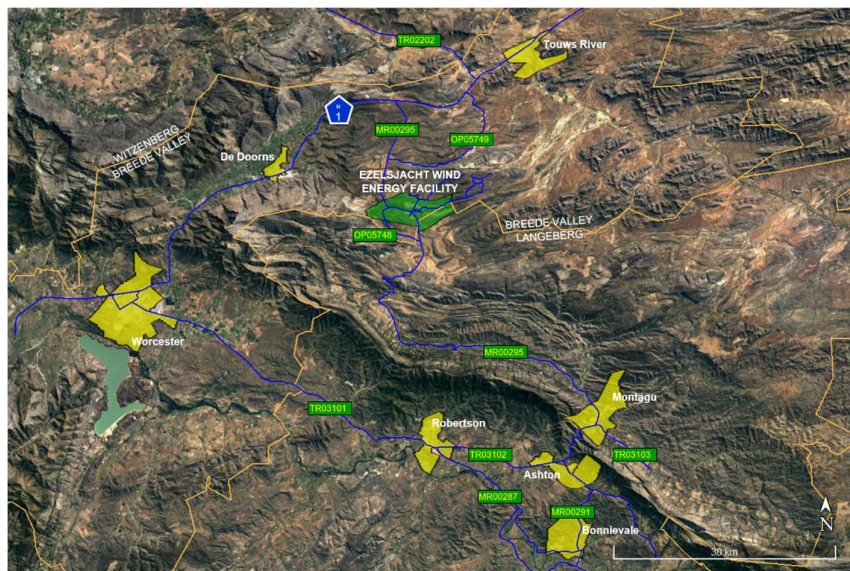 TR02202
Touws River
N
1
MR00295
OP05749
WITZENBERG
BREEDE VALLEY
De Doorns
EZELSJACHT WIND
ENERGY FACILITY
BREEDE VALLEY
LANGEBERG
OP05748
Worcester
MR00295
Montagu
TR03101
Robertson
TR03102
TR03103
Ashton
MR00287
MR00291
Bonnievale
N
30 km